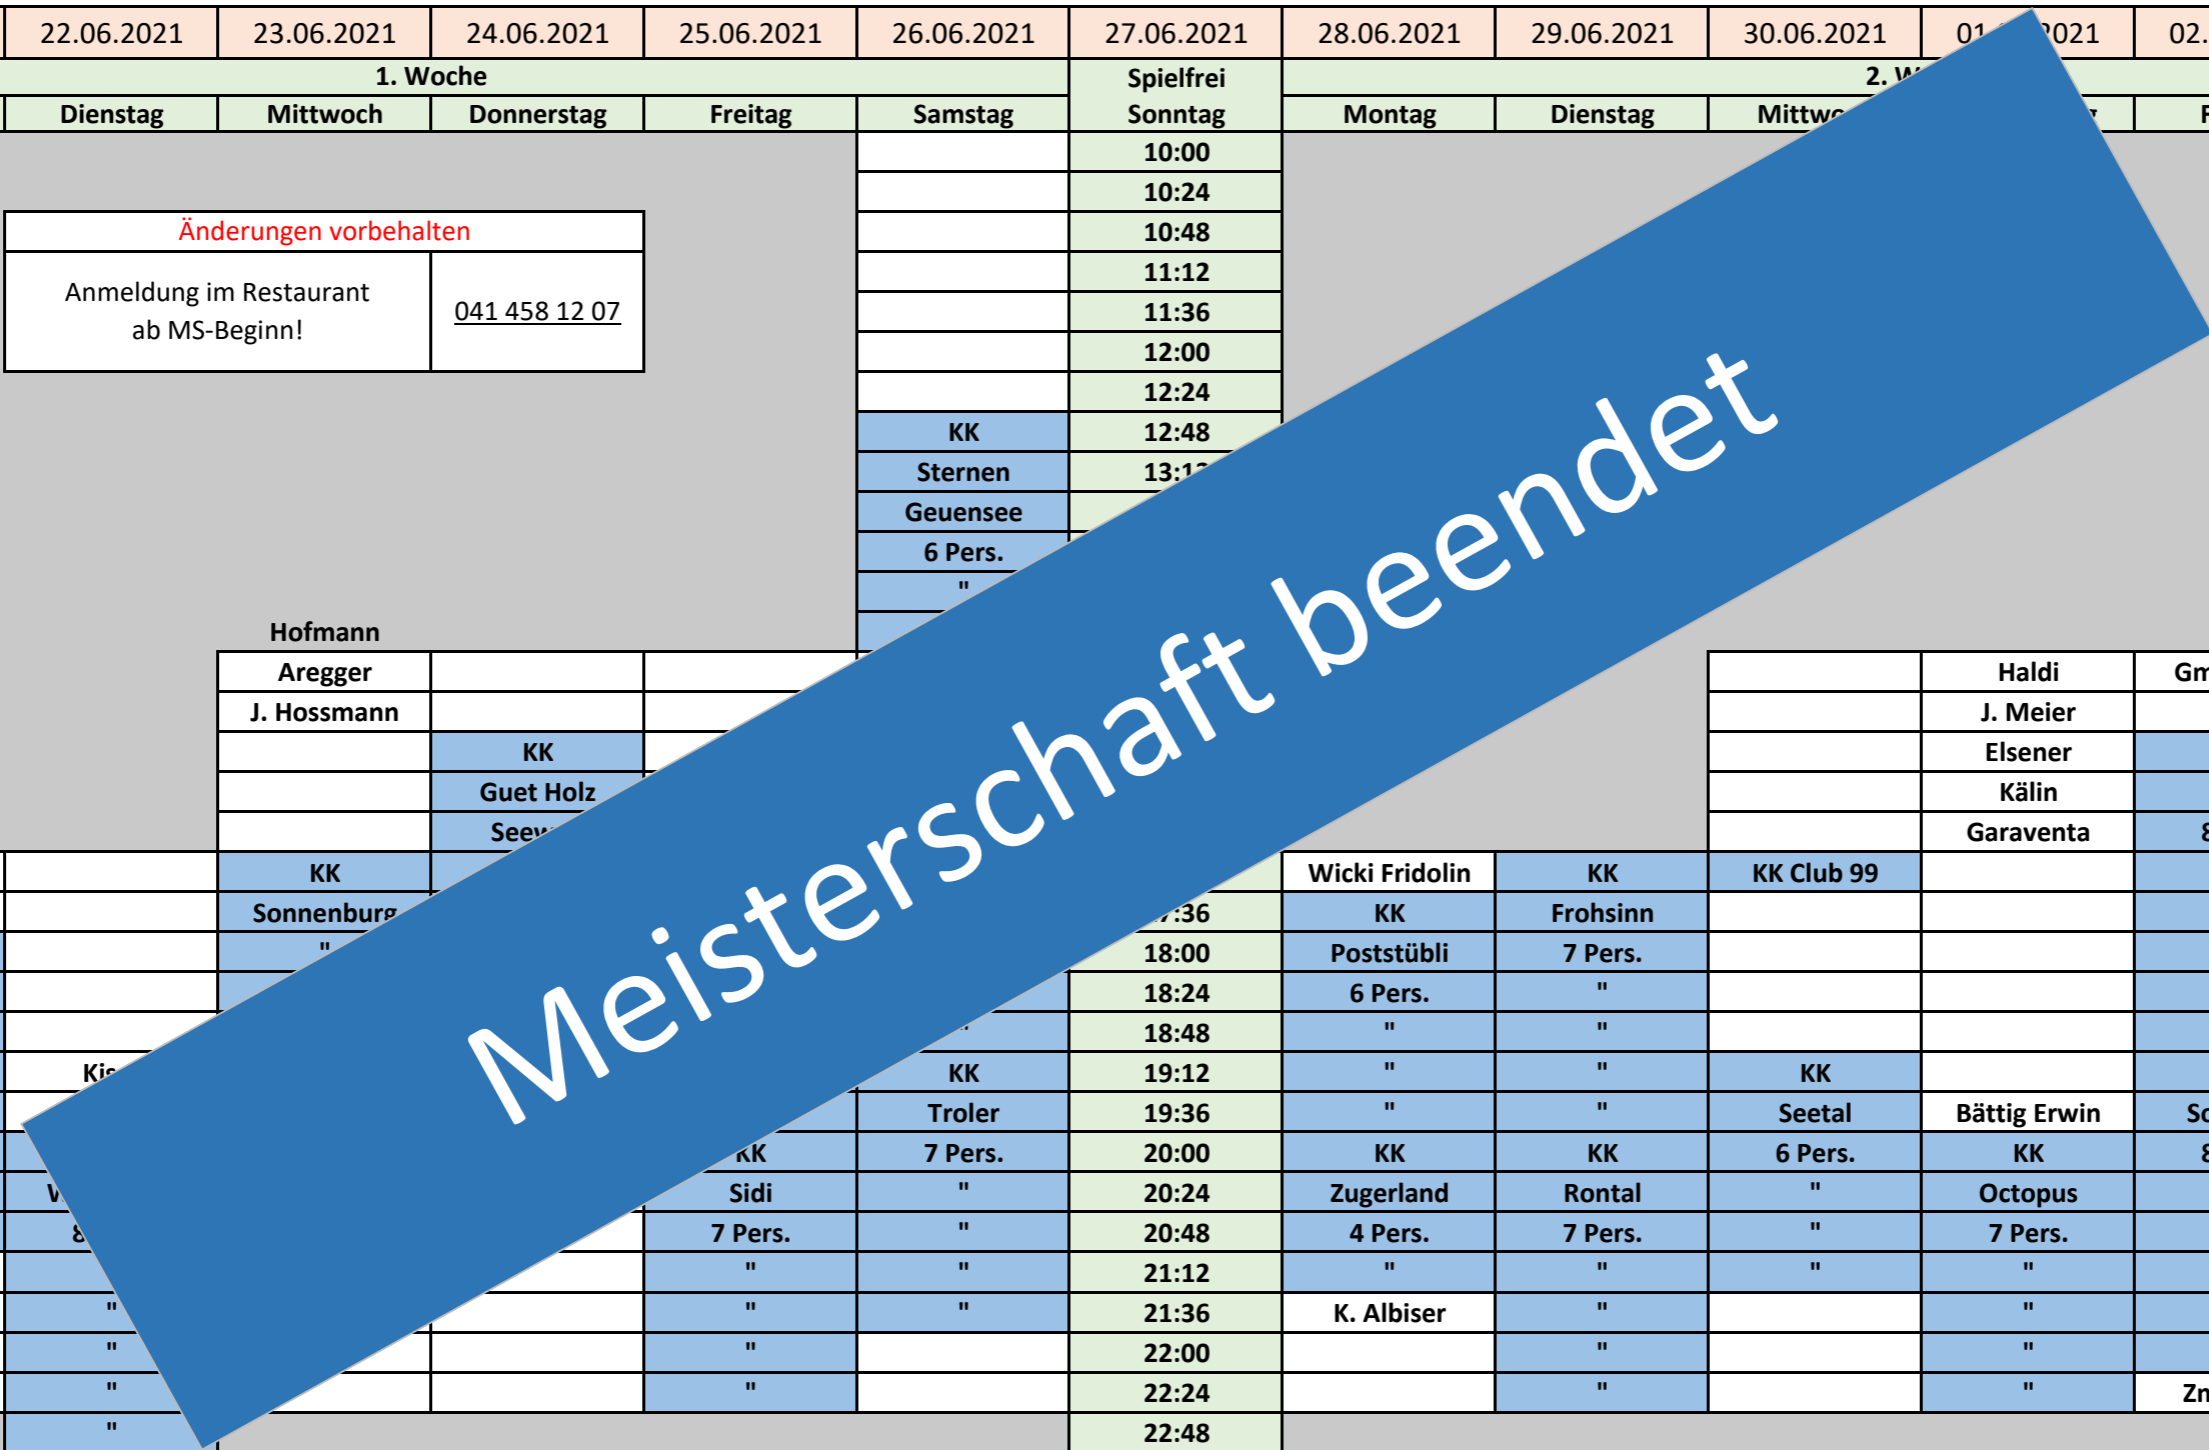 22.06.2021 23.06.2021 24.06.2021 25.06.2021 26.06.2021 27.06.2021 28.06.2021 29.06.2021 30.06.2021
1. Woche Spielfrei 2.
Dienstag Mittwoch Donnerstag Freitag Samstag Sonntag Montag Dienstag
10:00
10:24
Änderungen vorbehalten 10:48
11:12
Anmeldung im Restaurant
ab MS-Beginn!
041 458 12 07 11:36
12:00
12:24
KK 12:48
Sternen
Geuensee
6 Pers.
"
Hofmann
Aregger Haldi
J. Hossmann J. Meier
KK Elsener
Guet Holz Kälin
Garaventa
KK Wicki Fridolin KK KK Club 99
Sonnenburg KK Frohsinn
" 18:00 Poststübli 7 Pers.
18:24 6 Pers. "
18:48 " "
KK 19:12 " " KK
Troler 19:36 " " Seetal Bättig Erwin
KK 7 Pers. 20:00 KK KK 6 Pers. KK
Sidi " 20:24 Zugerland Rontal " Octopus
7 Pers. " 20:48 4 Pers. 7 Pers. " 7 Pers.
" " 21:12 " " " "
" " " 21:36 K. Albiser " "
" " 22:00 " "
" " 22:24 " "
" 22:48
Meisterschaft beendet